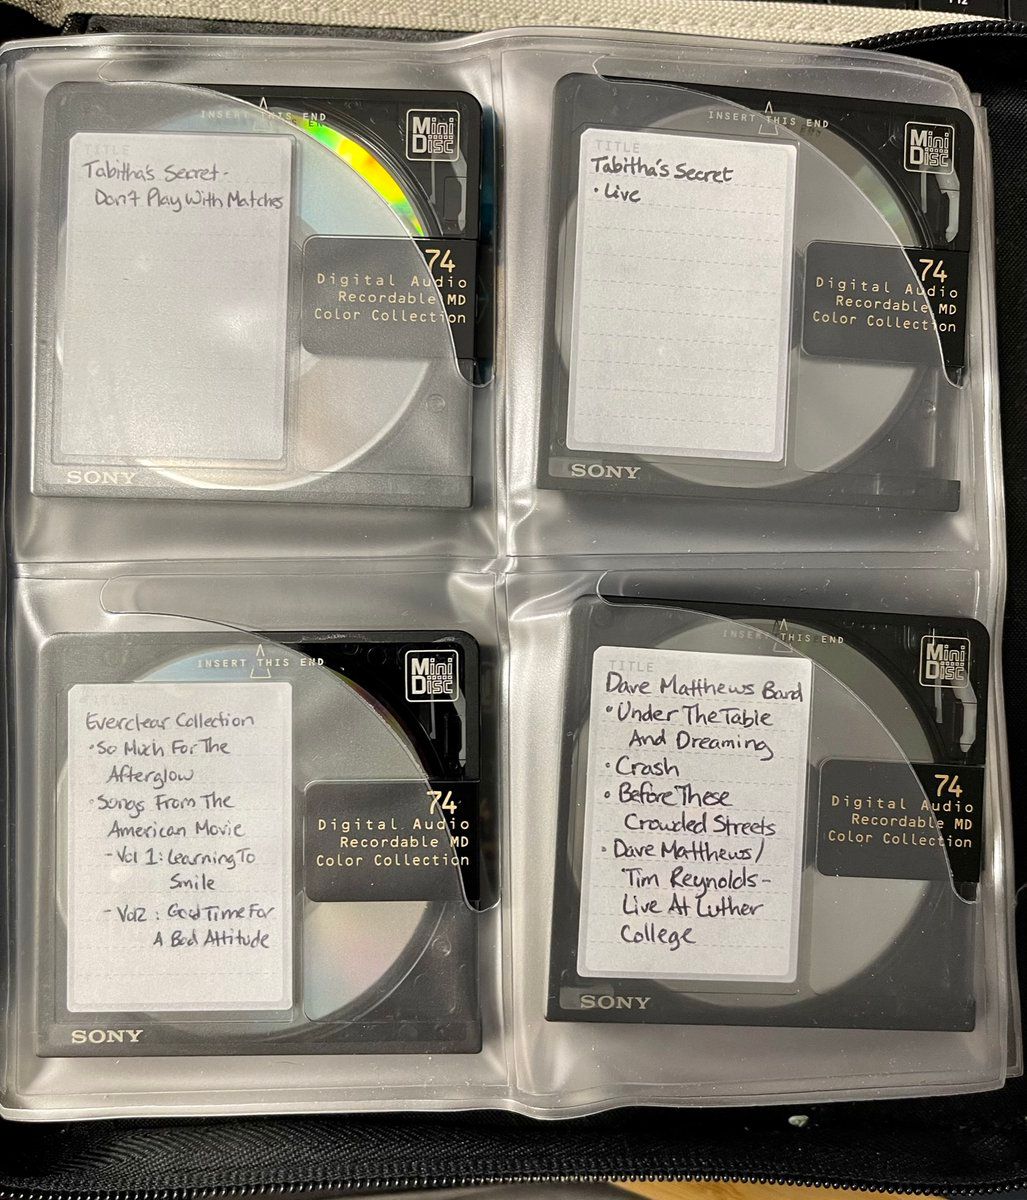 F12
INSERT THIS END
Mini
Disc
TITLE
Tabitha's Secret -
Don't Play With Matches
74
Digital Audio
Recordable MD
Color Collection
SONY
INSERT THIS END
Mini
Disc
TITLE
Tabitha's Secret
• Live
74
Digital Audio
Recordable MD
Color Collection
SONY
INSERT THIS END
Mini
Disc
Everclear Collection
• So Much For The
Afterglow
• Songs From The
American Movie
- Vol 1: Learning To
Smile
- Vol 2: Good Time For
A Bad Attitude
74
Digital Audio
Recordable MD
Color Collection
SONY
INSERT THIS END
Mini
Disc
TITLE
Dave Matthews Band
• Under The Table
And Dreaming
• Crash
• Before These
Crowded Streets
• Dave Matthews/
Tim Reynolds-
Live At Luther
College
74
Digital Audio
Recordable MD
Color Collection
SONY